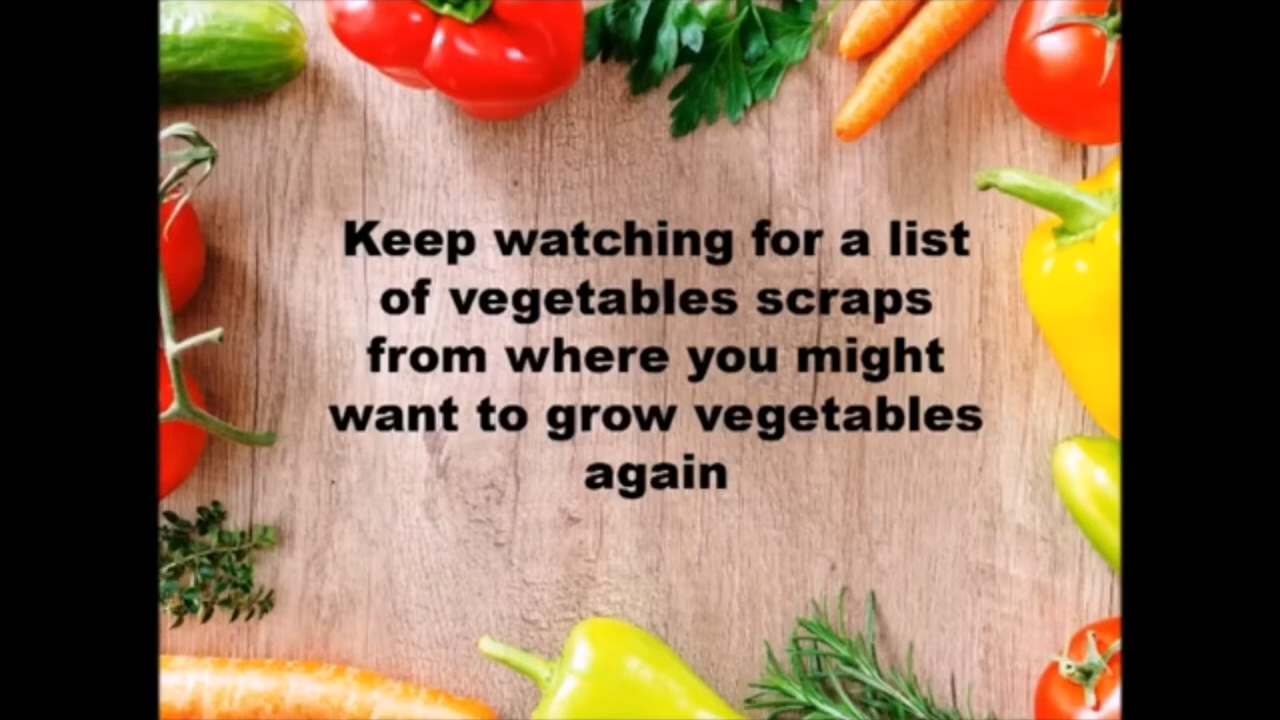 Keep watching for a list
of vegetables scraps
from where you might
want to grow vegetables
again